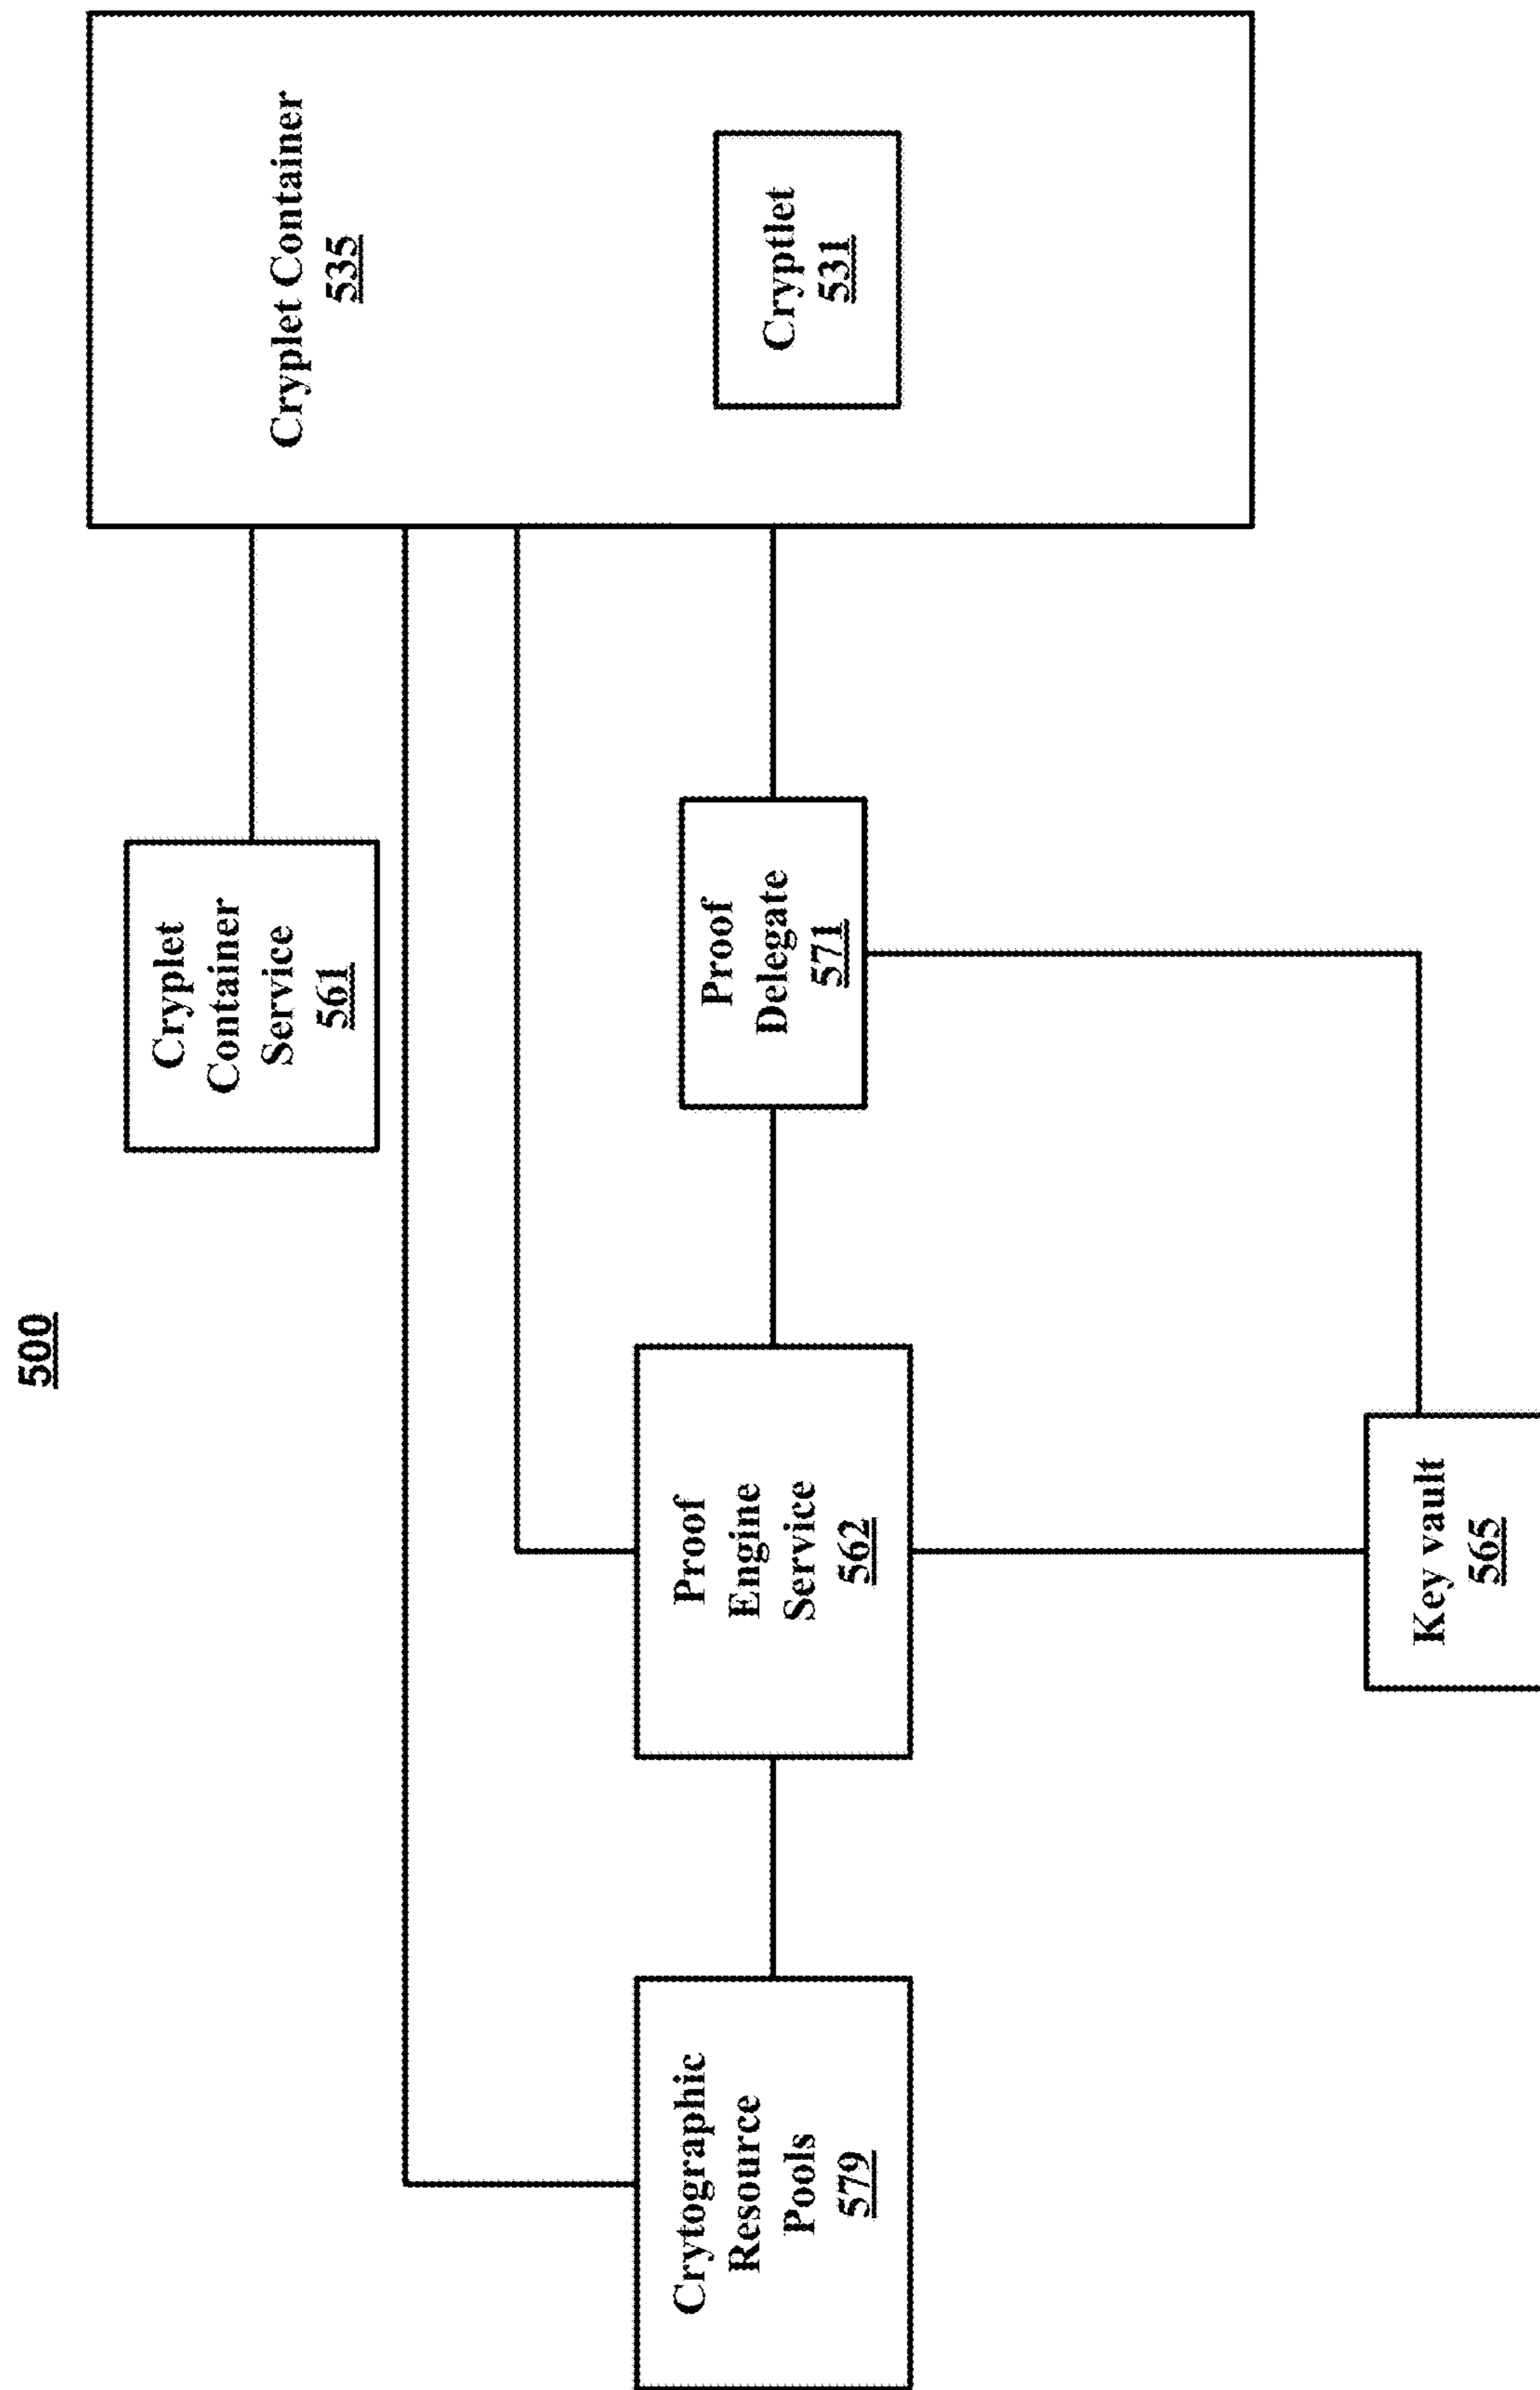 500
Cryplet Container
535
Cryptlet
531
Cryplet
Container
Service
561
Proof
Delegate
571
Proof
Engine
Service
562
Crytographic
Resource
Pools
579
Key vault
565